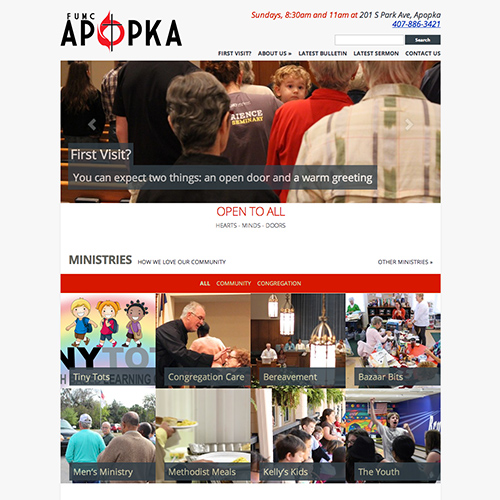 FUMC
APOPKA
Sundays, 8:30am and 11am at 201 S Park Ave, Apopka
407-886-3421
Search
FIRST VISIT? ABOUT US » LATEST BULLETIN LATEST SERMON CONTACT US
SEMINARY
First Visit?
You can expect two things: an open door and a warm greeting
OPEN TO ALL
HEARTS · MINDS · DOORS
MINISTRIES HOW WE LOVE OUR COMMUNITY OTHER MINISTRIES »
ALL COMMUNITY CONGREGATION
Tiny Tots Congregation Care Bereavement Bazaar Bits
Men's Ministry Methodist Meals Kelly's Kids The Youth